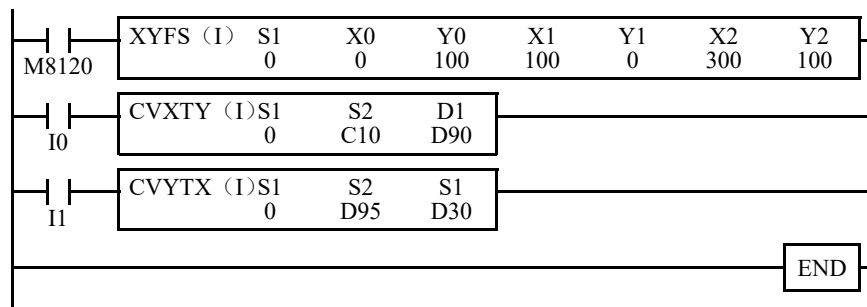 XYFS（I） S1 X0 Y0 X1 Y1 X2 Y2
M8120 0 0 100 100 0 300 100
CVXTY（I）S1 S2 D1
I0 0 C10 D90
CVYTX（I）S1 S2 S1
I1 0 D95 D30
END